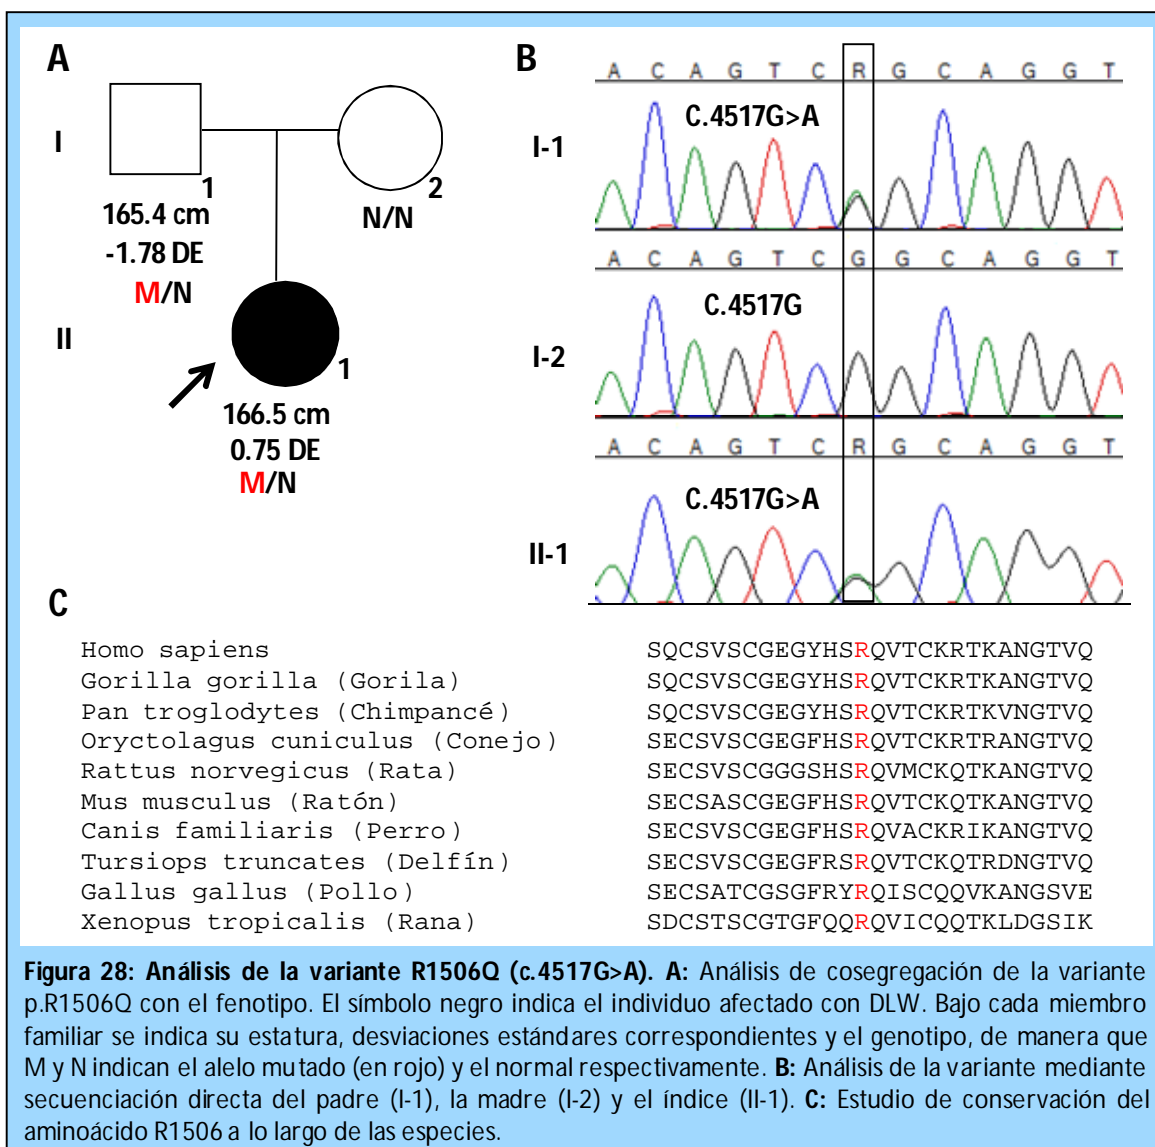 A
B
I
1
2
165.4 cm
-1.78 DE
M/N
N/N
II
1
166.5 cm
0.75 DE
M/N
A C A G T C R G C A G G T
C.4517G>A
I-1
A C A G T C G G C A G G T
C.4517G
I-2
A C A G T C R G C A G G T
C.4517G>A
II-1
C
Homo sapiens SQCSVSCGEGYHSRQVTCKRTKANGTVQ
Gorilla gorilla (Gorila) SQCSVSCGEGYHSRQVTCKRTKANGTVQ
Pan troglodytes (Chimpancé) SQCSVSCGEGYHSRQVTCKRTKVNGTVQ
Oryctolagus cuniculus (Conejo) SECSVSCGEGFHSRQVTCKRTRANGTVQ
Rattus norvegicus (Rata) SECSVSCGGGSHSRQVMCKQTKANGTVQ
Mus musculus (Ratón) SECSASCGEGFHSRQVTCKQTKANGTVQ
Canis familiaris (Perro) SECSVSCGEGFHSRQVACKRIKANGTVQ
Tursiops truncates (Delfín) SECSVSCGEGFRSRQVTCKQTRDNGTVQ
Gallus gallus (Pollo) SECSATCGSGFRYRQISCQQVKANGSVE
Xenopus tropicalis (Rana) SDCSTSCGTGFQQRQVICQQTKLDGSIK
Figura 28: Análisis de la variante R1506Q (c.4517G>A). A: Análisis de cosegregación de la variante
p.R1506Q con el fenotipo. El símbolo negro indica el individuo afectado con DLW. Bajo cada miembro
familiar se indica su estatura, desviaciones estándares correspondientes y el genotipo, de manera que
M y N indican el alelo mutado (en rojo) y el normal respectivamente. B: Análisis de la variante mediante
secuenciación directa del padre (I-1), la madre (I-2) y el índice (II-1). C: Estudio de conservación del
aminoácido R1506 a lo largo de las especies.